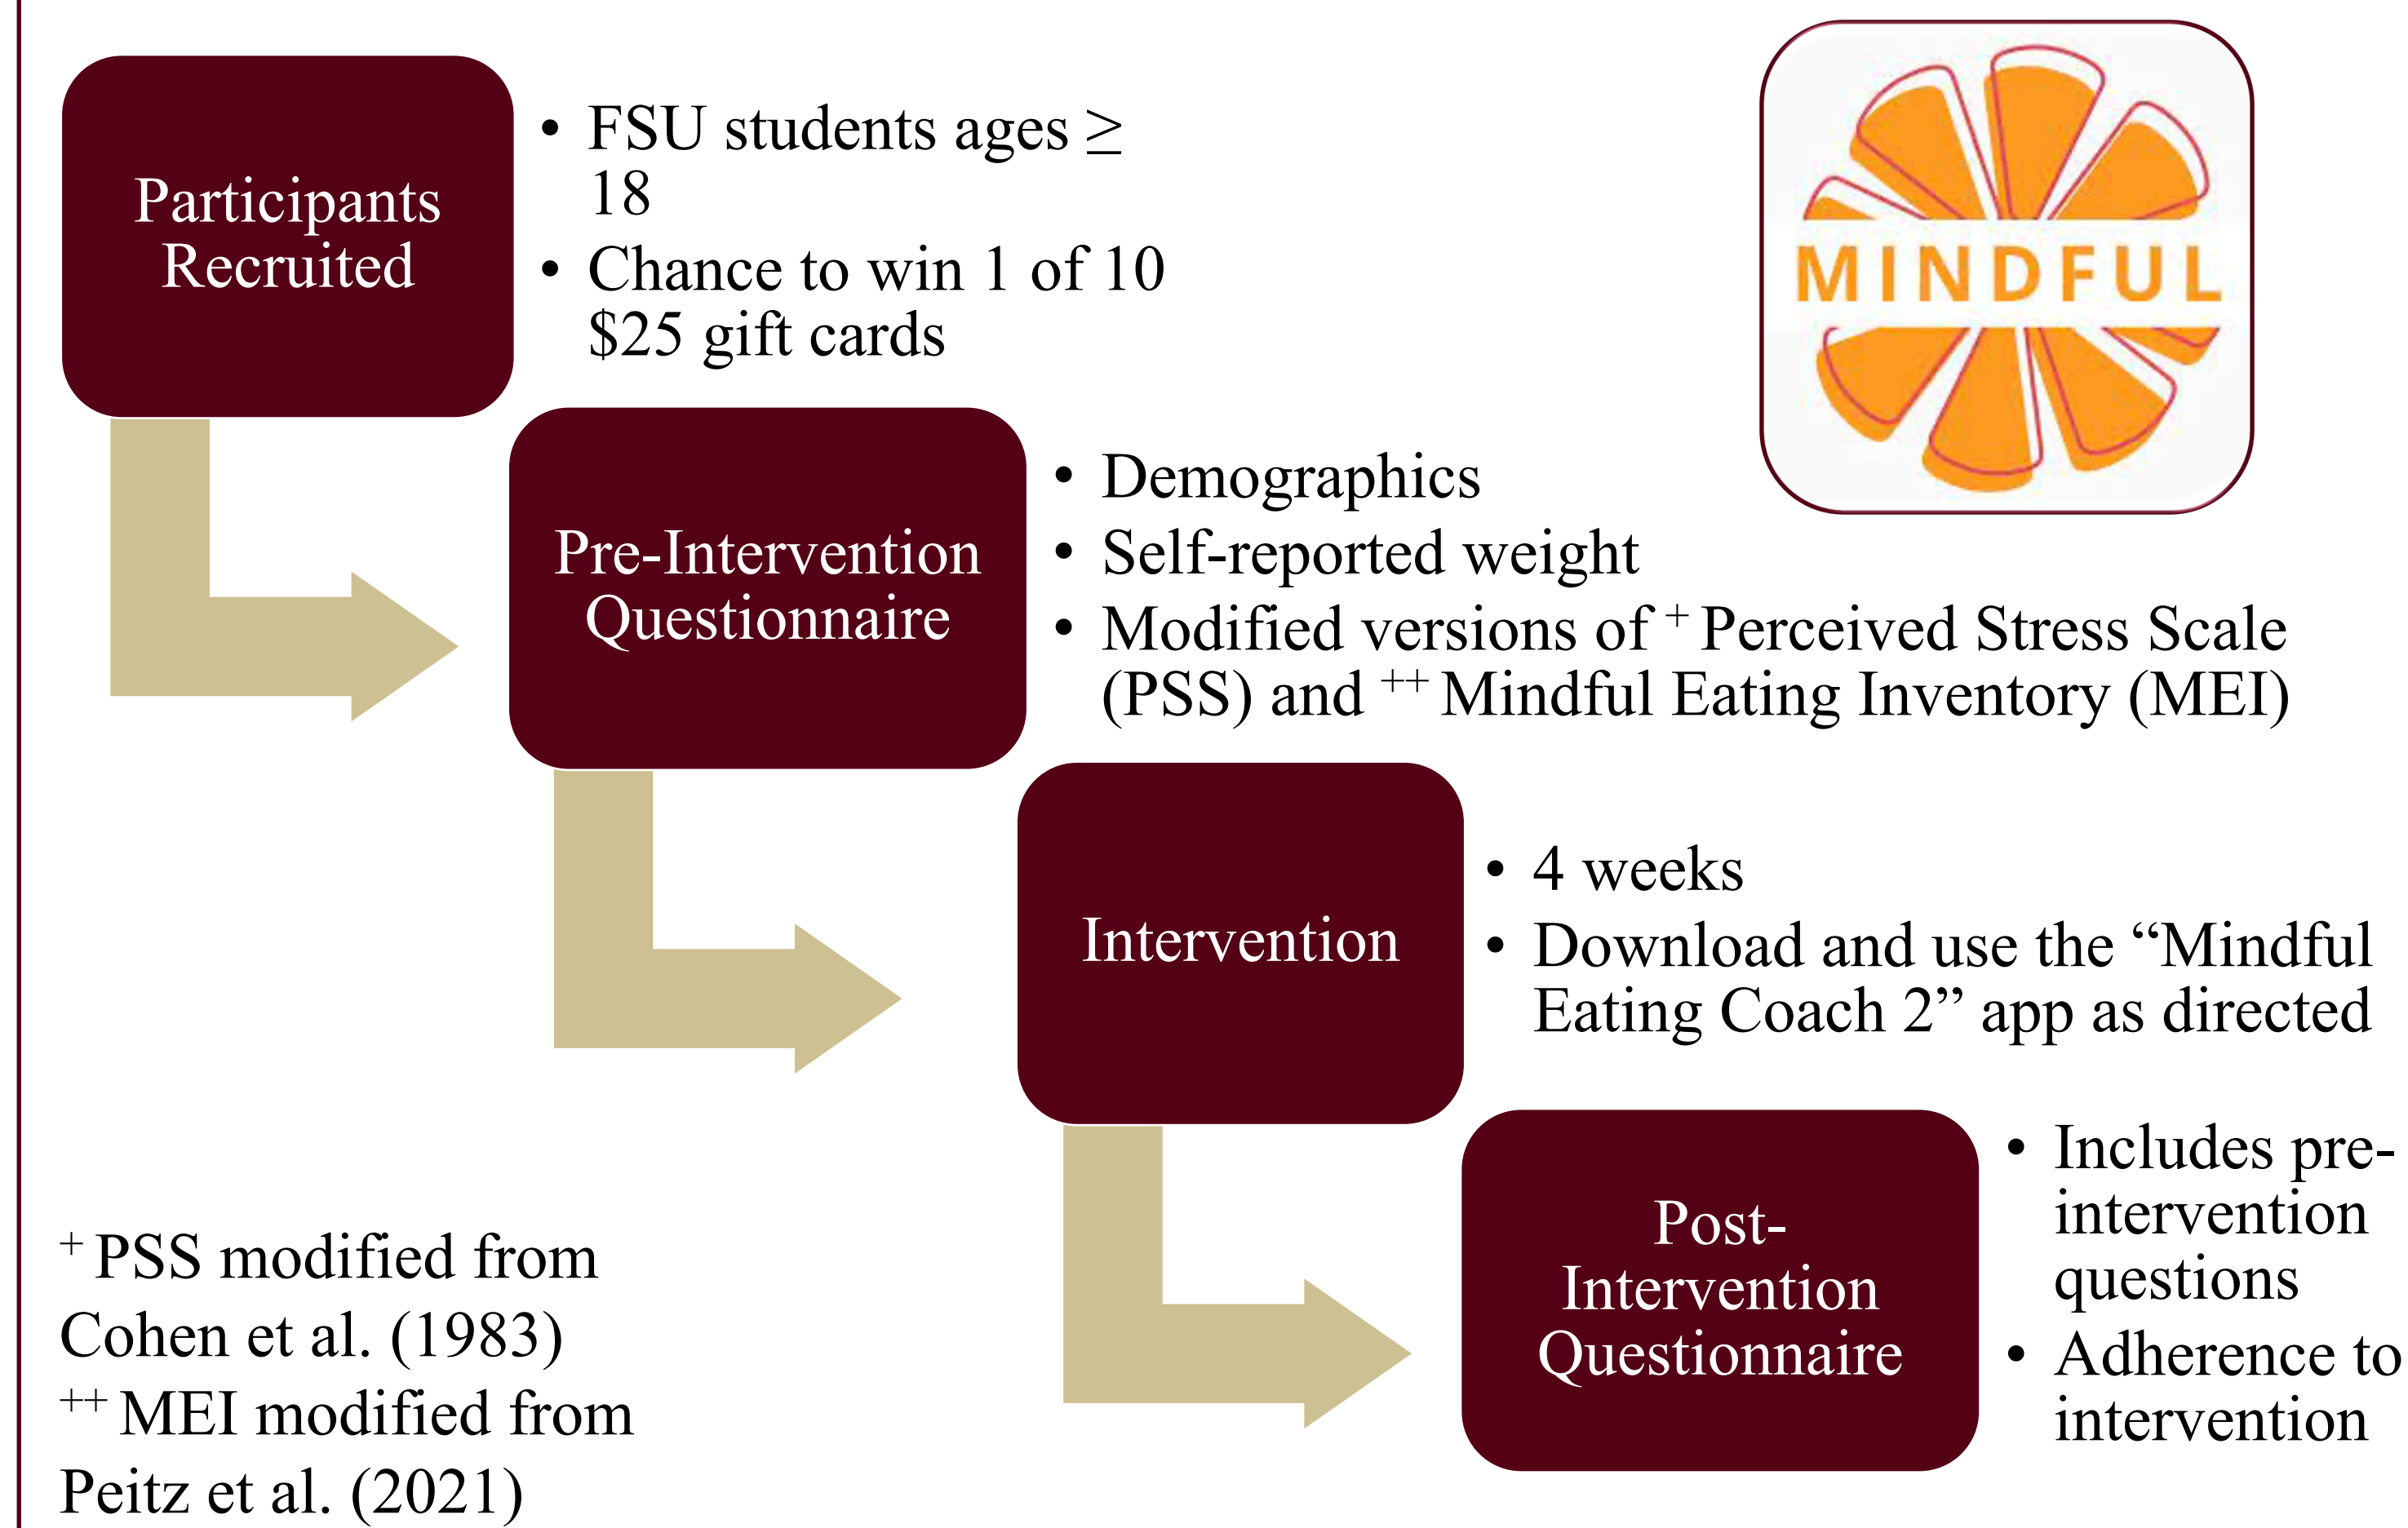 Participants
Recruited
• FSU students ages ≥
18
• Chance to win 1 of 10
$25 gift cards
MINDFUL
Pre-Intervention
Questionnaire
• Demographics
• Self-reported weight
• Modified versions of + Perceived Stress Scale
(PSS) and ++ Mindful Eating Inventory (MEI)
Intervention
• 4 weeks
• Download and use the “Mindful
Eating Coach 2” app as directed
Post-
Intervention
Questionnaire
• Includes pre-
intervention
questions
• Adherence to
intervention
+ PSS modified from
Cohen et al. (1983)
++ MEI modified from
Peitz et al. (2021)